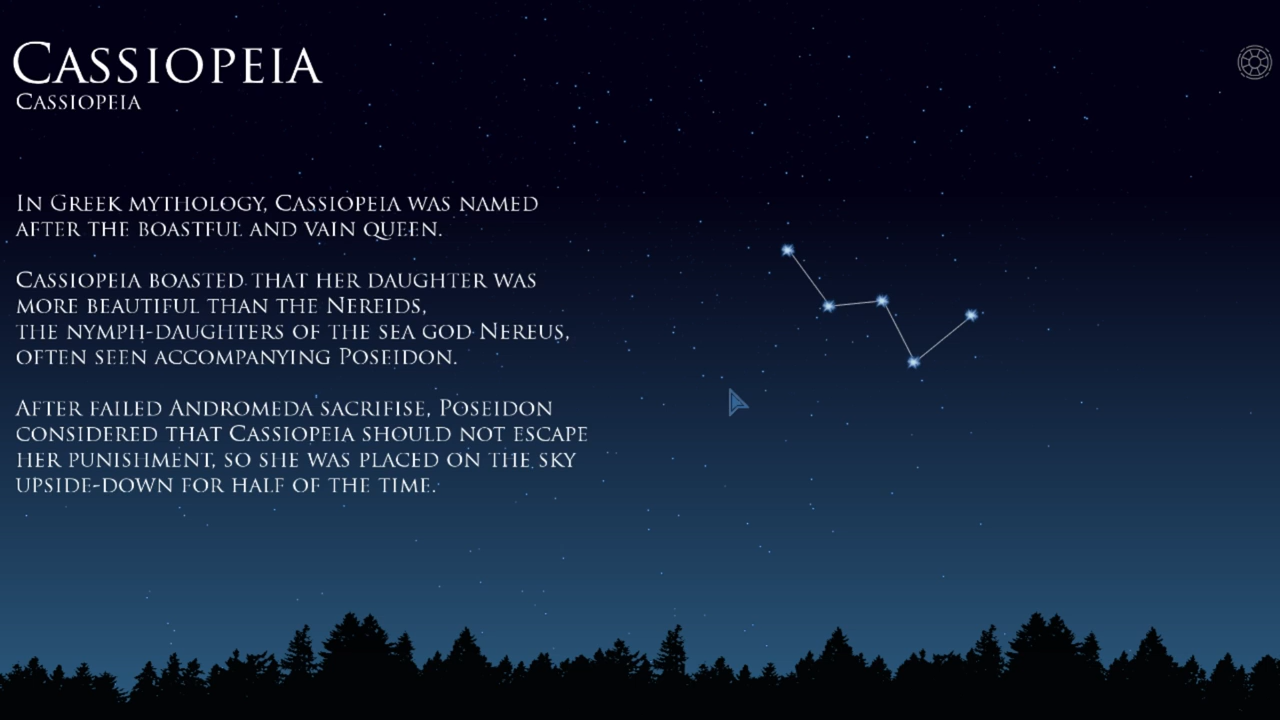 Cassiopeia
Cassiopeia
In Greek mythology, Cassiopeia was named
after the boastful and vain queen.
Cassiopeia boasted that her daughter was
more beautiful than the Nereids,
the nymph-daughters of the sea god Nereus,
often seen accompanying Poseidon.
After failed Andromeda sacrifise, Poseidon
considered that Cassiopeia should not escape
her punishment, so she was placed on the sky
upside-down for half of the time.